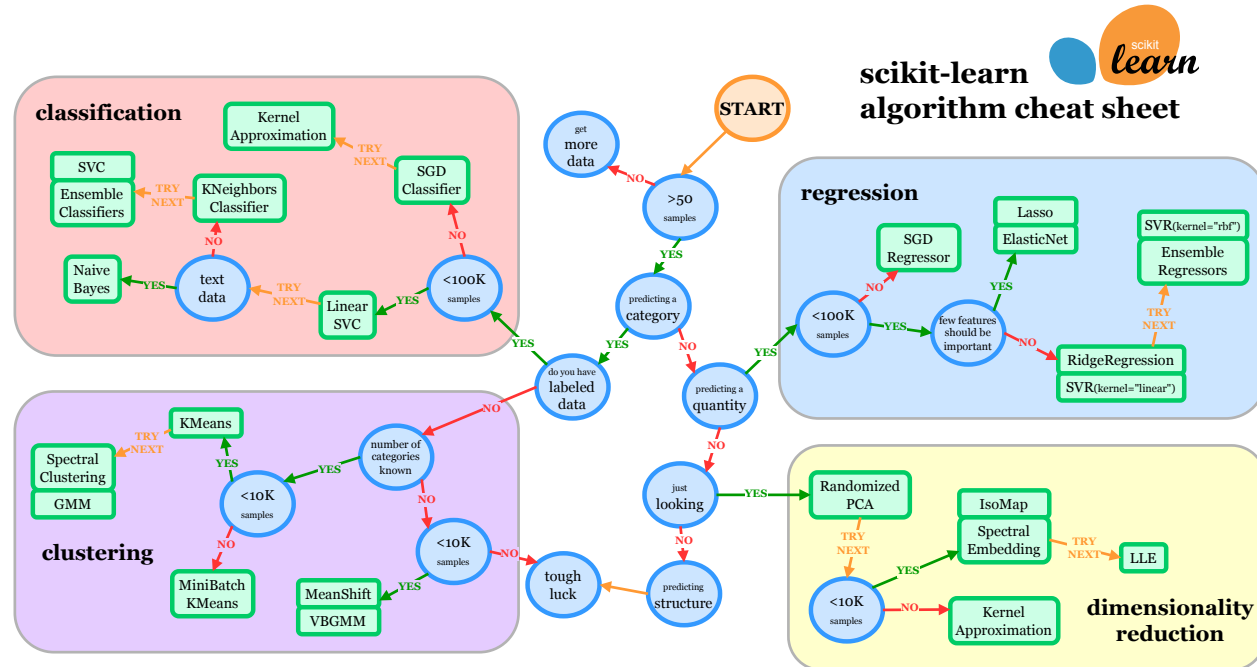 scikit
learn
scikit-learn
algorithm cheat sheet
classification
Kernel
Approximation
TRY
NEXT
SGD
Classifier
SVC
Ensemble
Classifiers
TRY
NEXT
KNeighbors
Classifier
NO
NO
Naive
Bayes
YES
text
data
TRY
NEXT
Linear
SVC
YES
<100K
samples
YES
START
get
more
data
NO
>50
samples
YES
predicting a
category
YES
NO
do you have
labeled
data
NO
predicting a
quantity
YES
NO
just
looking
YES
NO
predicting
structure
tough
luck
regression
SGD
Regressor
NO
<100K
samples
YES
Lasso
ElasticNet
YES
few features
should be
important
NO
SVR(kernel="rbf")
Ensemble
Regressors
TRY
NEXT
RidgeRegression
SVR(kernel="linear")
clustering
KMeans
TRY
NEXT
Spectral
Clustering
GMM
YES
<10K
samples
YES
number of
categories
known
NO
NO
MiniBatch
KMeans
<10K
samples
NO
YES
MeanShift
VBGMM
dimensionality
reduction
Randomized
PCA
TRY
NEXT
<10K
samples
YES
IsoMap
Spectral
Embedding
TRY
NEXT
LLE
NO
Kernel
Approximation